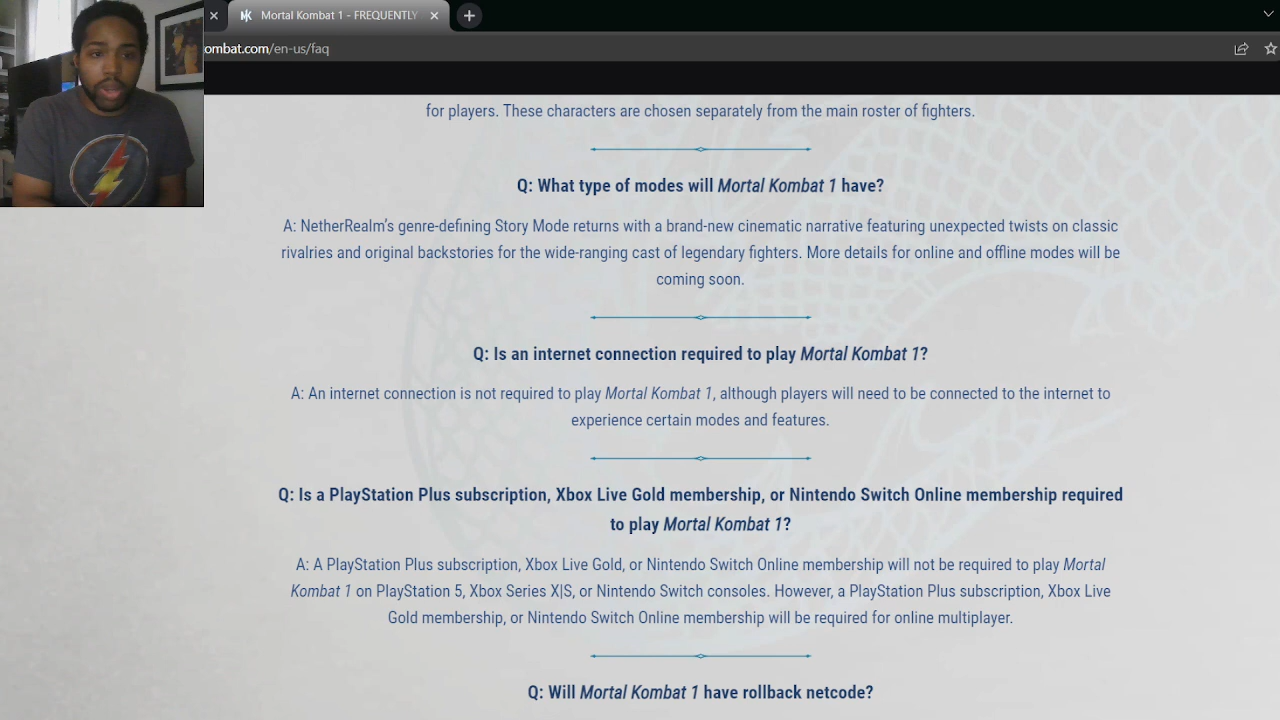 Mortal Kombat 1 - FREQUENTLY
ombat.com/en-us/faq
for players. These characters are chosen separately from the main roster of fighters.
Q: What type of modes will Mortal Kombat 1 have?
A: NetherRealm's genre-defining Story Mode returns with a brand-new cinematic narrative featuring unexpected twists on classic
rivalries and original backstories for the wide-ranging cast of legendary fighters. More details for online and offline modes will be
coming soon.
Q: Is an internet connection required to play Mortal Kombat 1?
A: An internet connection is not required to play Mortal Kombat 1, although players will need to be connected to the internet to
experience certain modes and features.
Q: Is a PlayStation Plus subscription, Xbox Live Gold membership, or Nintendo Switch Online membership required
to play Mortal Kombat 1?
A: A PlayStation Plus subscription, Xbox Live Gold, or Nintendo Switch Online membership will not be required to play Mortal
Kombat 1 on PlayStation 5, Xbox Series X|S, or Nintendo Switch consoles. However, a PlayStation Plus subscription, Xbox Live
Gold membership, or Nintendo Switch Online membership will be required for online multiplayer.
Q: Will Mortal Kombat 1 have rollback netcode?